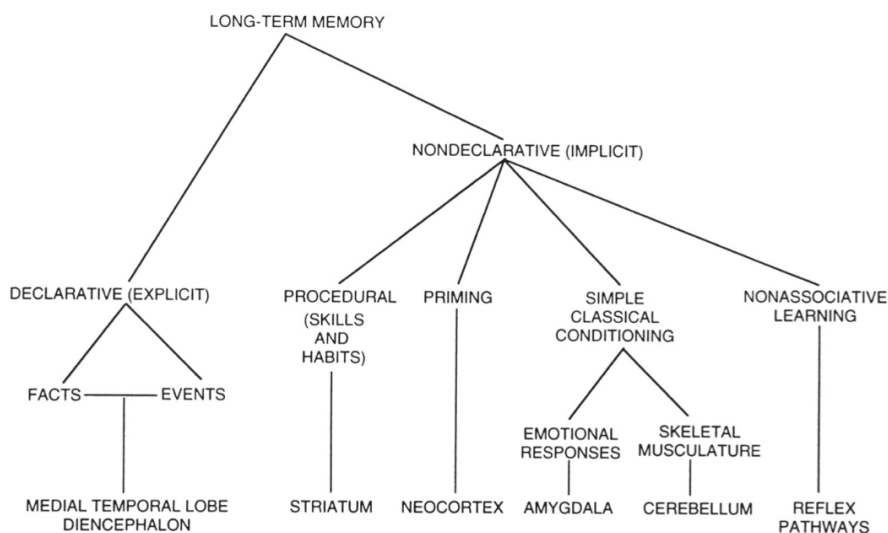 LONG-TERM MEMORY
NONDECLARATIVE (IMPLICIT)
DECLARATIVE (EXPLICIT)
PROCEDURAL
(SKILLS
AND
HABITS)
PRIMING
SIMPLE
CLASSICAL
CONDITIONING
NONASSOCIATIVE
LEARNING
FACTS
EVENTS
EMOTIONAL
RESPONSES
SKELETAL
MUSCULATURE
MEDIAL TEMPORAL LOBE
DIENCEPHALON
STRIATUM
NEOCORTEX
AMYGDALA
CEREBELLUM
REFLEX
PATHWAYS